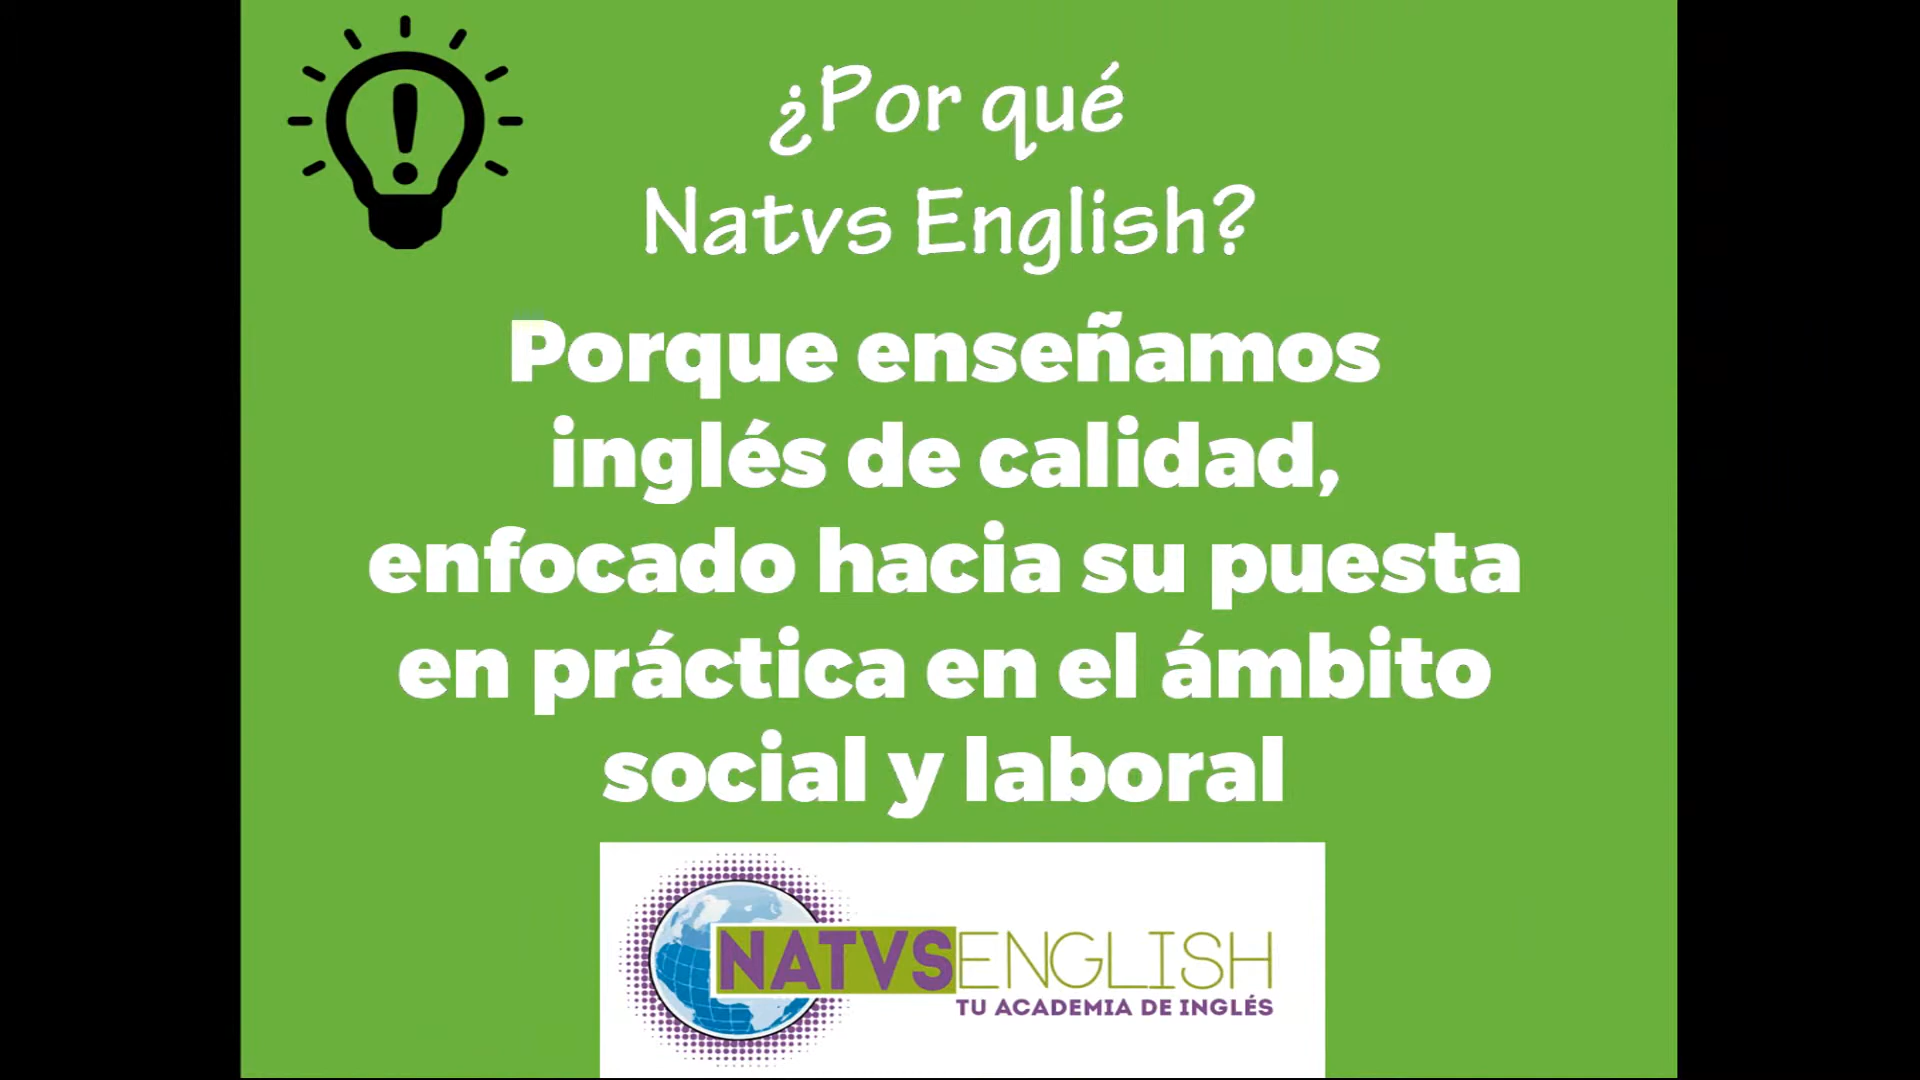 ¿Por qué
Natvs English?
Porque enseñamos
inglés de calidad,
enfocado hacia su puesta
en práctica en el ámbito
social y laboral
NATVSENGLISH
TU ACADEMIA DE INGLÉS